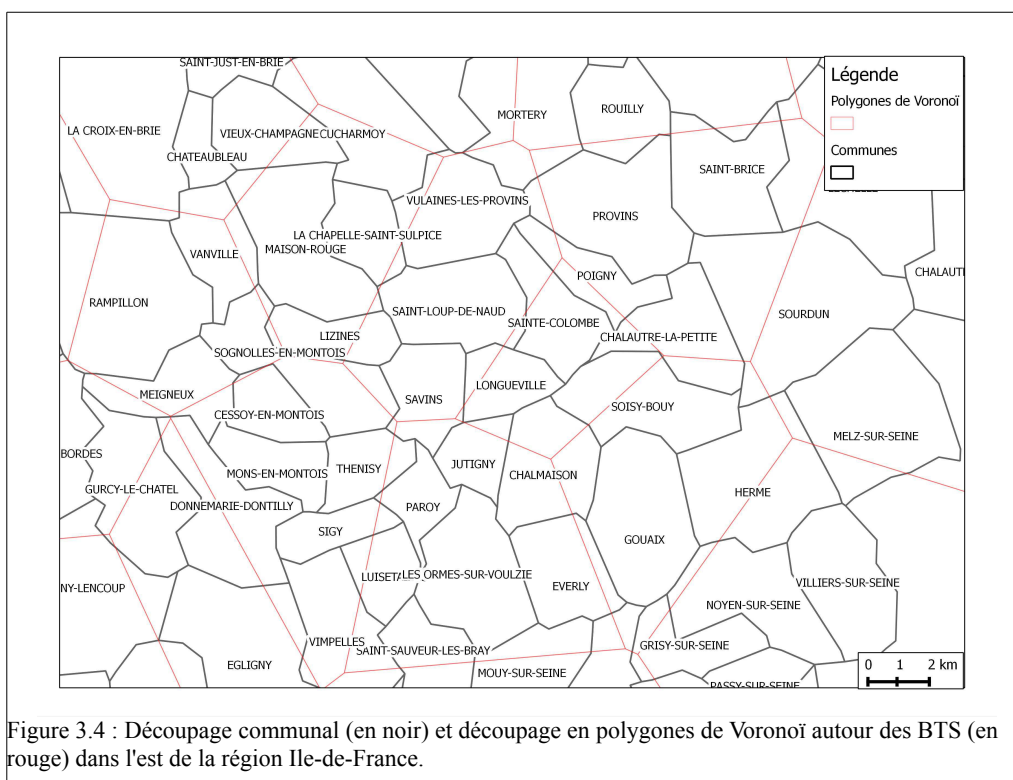 SAINT-JUST-EN-BRIE
Légende
Polygones de Voronoï
Communes
LA CROIX-EN-BRIE
VIEUX-CHAMPAGNE
CUCHARMOY
MORTERY
ROUILLY
CHATEAUBLEAU
SAINT-BRICE
VULAINES-LES-PROVINS
PROVINS
LA CHAPELLE-SAINT-SULPICE
MAISON-ROUGE
VANVILLE
POIGNY
CHALAUT
RAMPILLON
SAINT-LOUP-DE-NAUD
SOURDUN
SAINTE-COLOMBE
LIZINES
CHALAUTRE-LA-PETITE
SOGNOLLES-EN-MONTOIS
LONGUEVILLE
MEIGNEUX
SAVINS
SOISY-BOUY
CESSOY-EN-MONTOIS
MELZ-SUR-SEINE
BORDES
MONS-EN-MONTOIS
THENISY
JUTIGNY
CHALMAISON
GURCY-LE-CHATEL
HERME
DONNEMARIE-DONTILLY
PAROY
SIGY
GOUAIX
NY-LENCOUP
LUISETA
LES ORMES-SUR-VOULZIE
EVERLY
VILLIERS-SUR-SEINE
NOYEN-SUR-SEINE
VIMPELLES
SAINT-SAUVEUR-LES-BRAY
GRISY-SUR-SEINE
EGLIGNY
MOUY-SUR-SEINE
PASSY-SUR-SEINE
0 1 2 km
Figure 3.4 : Découpage communal (en noir) et découpage en polygones de Voronoï autour des BTS (en
rouge) dans l'est de la région Ile-de-France.